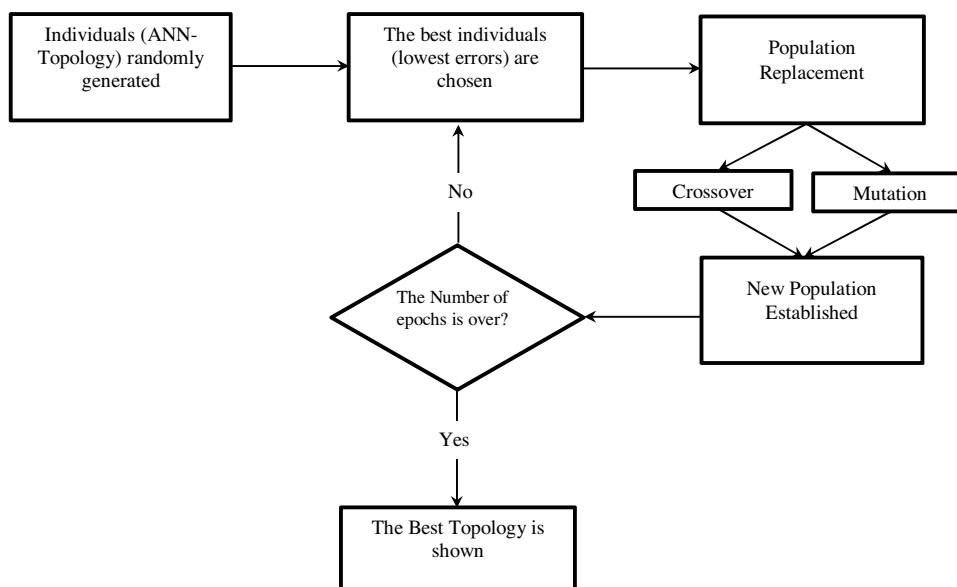 Individuals (ANN-
Topology) randomly
generated
The best individuals
(lowest errors) are
chosen
Population
Replacement
No
Crossover
Mutation
The Number of
epochs is over?
New Population
Established
Yes
The Best Topology is
shown